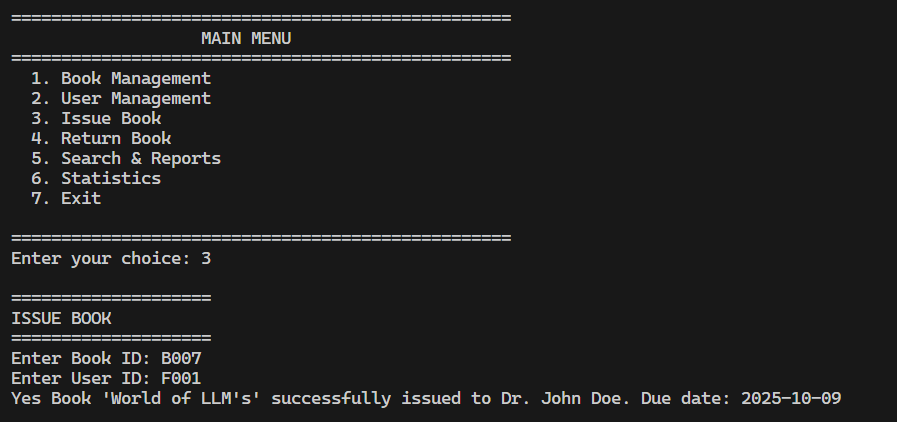 ==================================================
MAIN MENU
==================================================
1. Book Management
2. User Management
3. Issue Book
4. Return Book
5. Search & Reports
6. Statistics
7. Exit
==================================================
Enter your choice: 3
====================
ISSUE BOOK
====================
Enter Book ID: B007
Enter User ID: F001
Yes Book 'World of LLM's' successfully issued to Dr. John Doe. Due date: 2025-10-09